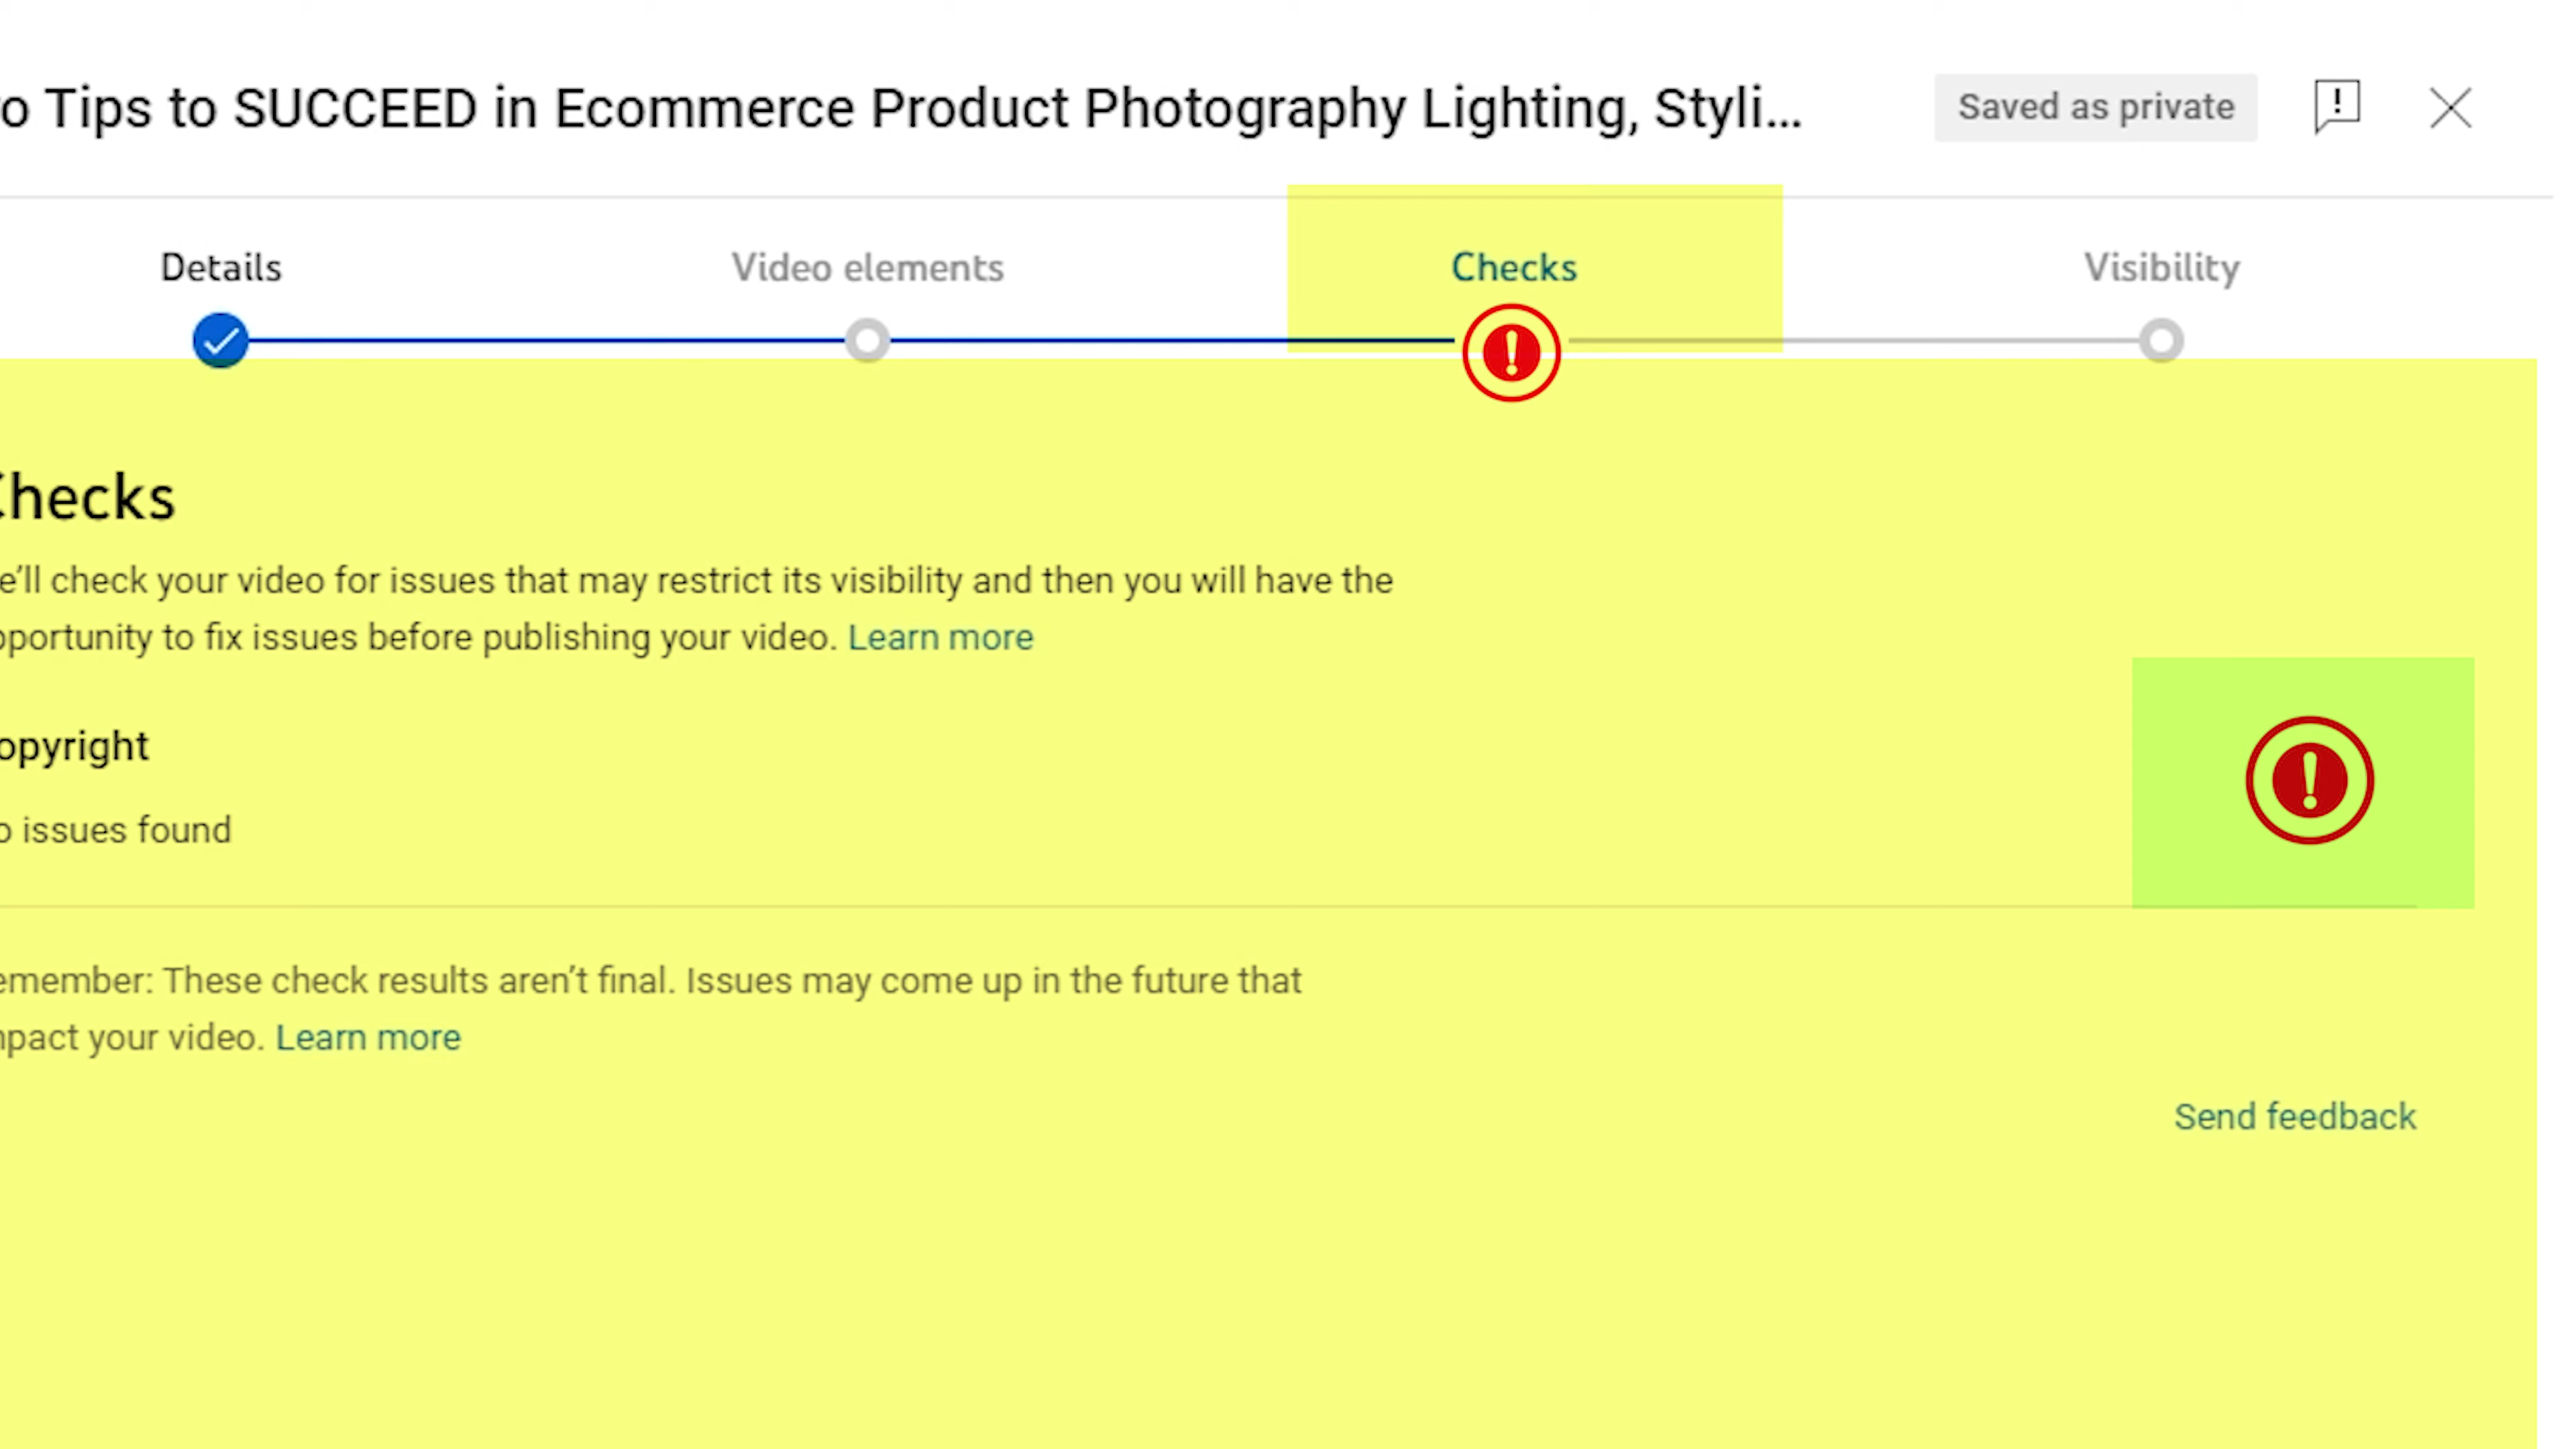 o Tips to SUCCEED in Ecommerce Product Photography Lighting, Styli...
Saved as private
Details
Video elements
Checks
Visibility
Checks
e'll check your video for issues that may restrict its visibility and then you will have the
pportunity to fix issues before publishing your video. Learn more
opyright
o issues found
emember: These check results aren't final. Issues may come up in the future that
mpact your video. Learn more
Send feedback